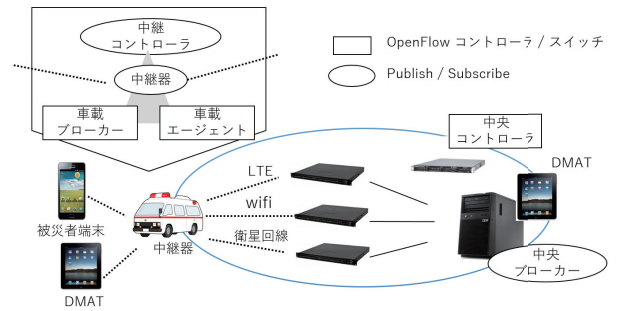 中継
コントローラ
中継器
車載
ブローカー
車載
エージェント
OpenFlow コントローラ / スイッチ
Publish / Subscribe
中央
コントローラ
DMAT
LTE
wifi
衛星回線
被災者端末
中継器
DMAT
中央
ブローカー